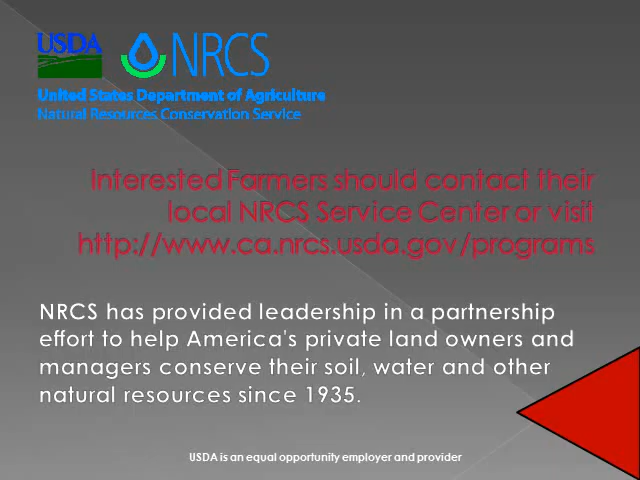 USDA NRCS
United States Department of Agriculture
Natural Resources Conservation Service
Interested Farmers should contact their
local NRCS Service Center or visit
http://www.ca.nrcs.usda.gov/programs
NRCS has provided leadership in a partnership
effort to help America's private land owners and
managers conserve their soil, water and other
natural resources since 1935.
USDA is an equal opportunity employer and provider